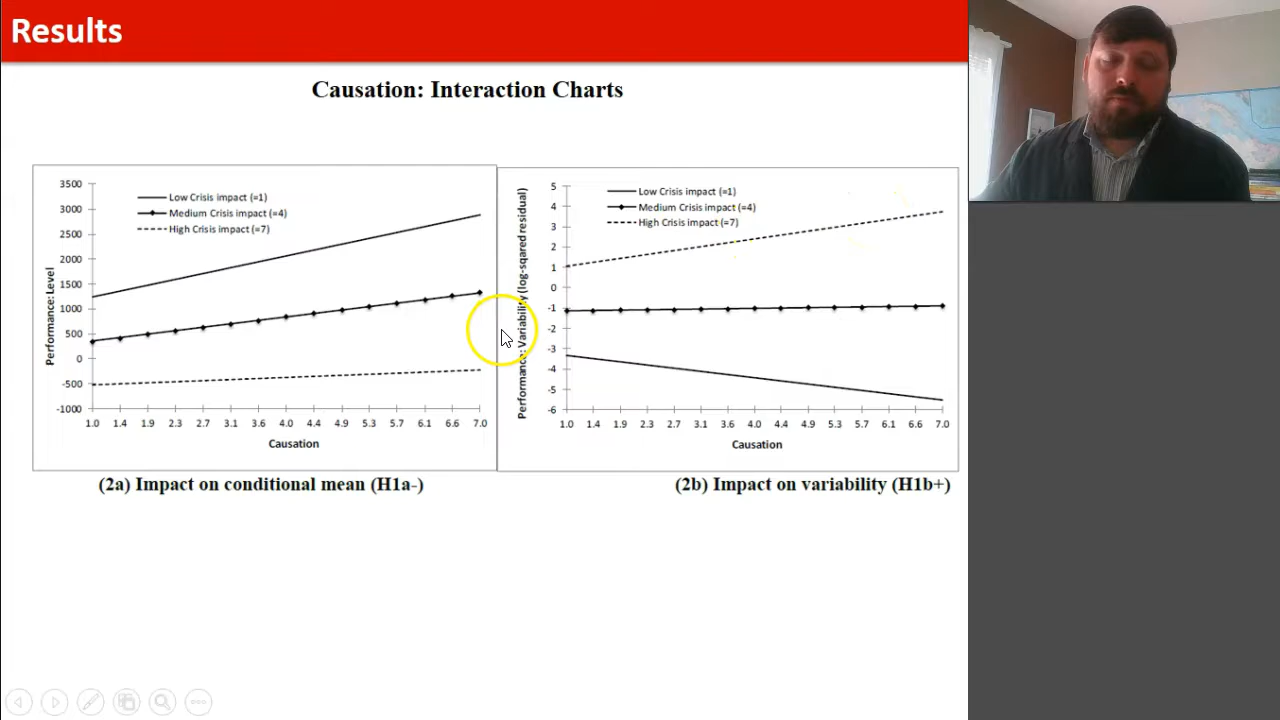 Results
Causation: Interaction Charts
3500
3000
2500
2000
1500
1000
500
0
-500
-1000
Performance: Level
Low Crisis impact (=1)
Medium Crisis impact (=4)
High Crisis impact (=7)
1.0 1.4 1.9 2.3 2.7 3.1 3.6 4.0 4.4 4.9 5.3 5.7 6.1 6.6 7.0
Causation
(2a) Impact on conditional mean (H1a-)
5
4
3
2
1
0
-1
-2
-3
-4
-5
-6
Performance: Variability (log-sqared residual)
Low Crisis impact (=1)
Medium Crisis impact (=4)
High Crisis impact (=7)
1.0 1.4 1.9 2.3 2.7 3.1 3.6 4.0 4.4 4.9 5.3 5.7 6.1 6.6 7.0
Causation
(2b) Impact on variability (H1b+)